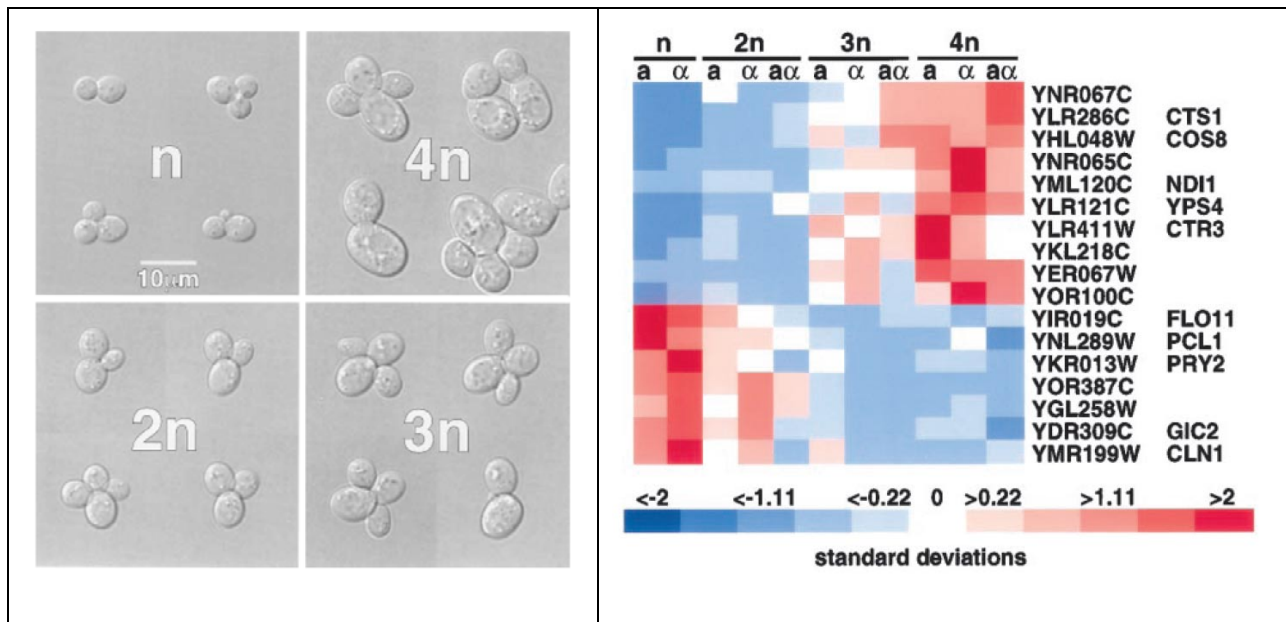 n
4n
10μm
2n
3n
n 2n 3n 4n
a α a α aα a α aα a α aα
YNR067C
YLR286C CTS1
YHL048W COS8
YNR065C
YML120C NDI1
YLR121C YPS4
YLR411W CTR3
YKL218C
YER067W
YOR100C
YIR019C FLO11
YNL289W PCL1
YKR013W PRY2
YOR387C
YGL258W
YDR309C GIC2
YMR199W CLN1
<-2 <-1.11 <-0.22 0 >0.22 >1.11 >2
standard deviations